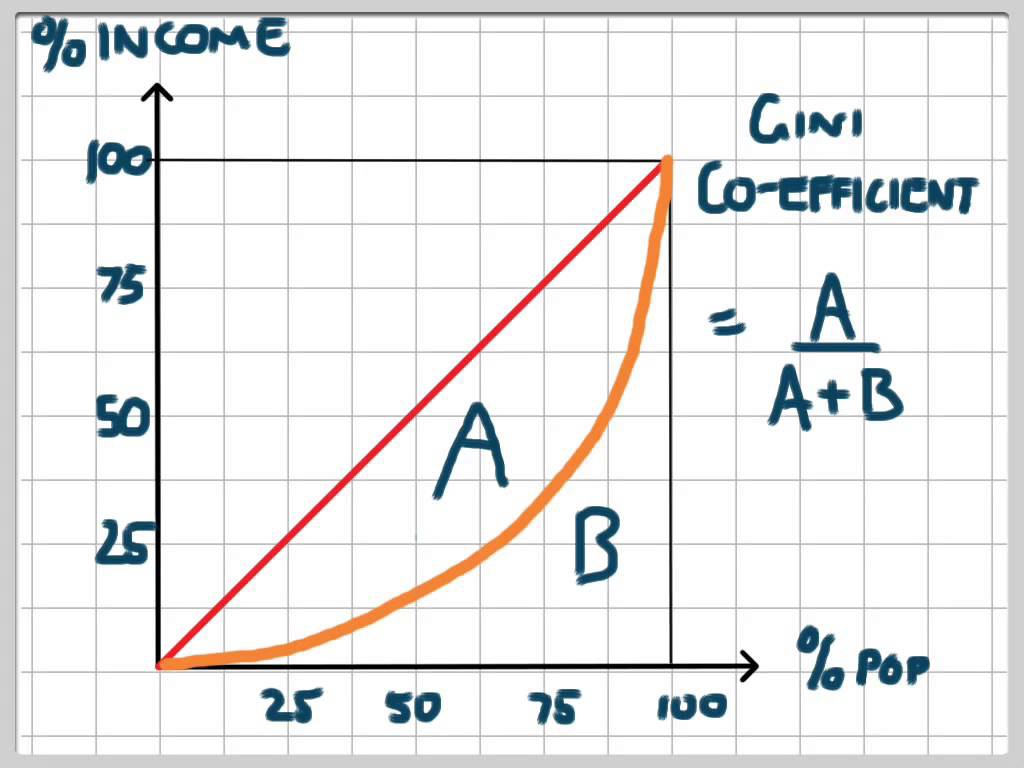 % INCOME
100
75
50
25
GINI
CO-EFFICIENT
= A
A+B
A
B
25 50 75 100
% POP